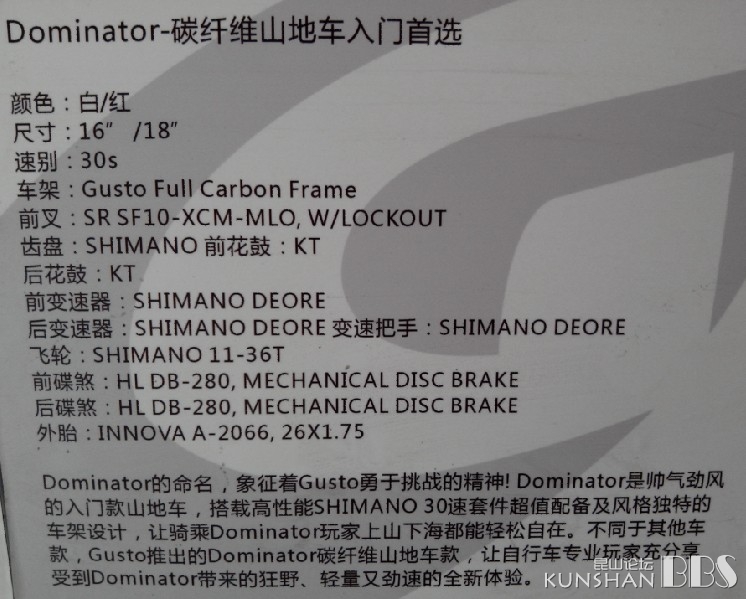 Dominator-碳纤维山地车入门首选
颜色：白/红
尺寸：16" /18"
速别：30s
车架：Gusto Full Carbon Frame
前叉：SR SF10-XCM-MLO, W/LOCKOUT
齿盘：SHIMANO 前花鼓：KT
后花鼓：KT
前变速器：SHIMANO DEORE
后变速器：SHIMANO DEORE 变速把手：SHIMANO DEORE
飞轮：SHIMANO 11-36T
前碟煞：HL DB-280, MECHANICAL DISC BRAKE
后碟煞：HL DB-280, MECHANICAL DISC BRAKE
外胎：INNOVA A-2066, 26X1.75
Dominator的命名，象征着Gusto勇于挑战的精神! Dominator是帅气劲风
的入门款山地车，搭载高性能SHIMANO 30速套件超值配备及风格独特的
车架设计，让骑乘Dominator玩家上山下海都能轻松自在。不同于其他车
款，Gusto推出的Dominator碳纤维山地车款，让自行车专业玩家充分享
受到Dominator带来的狂野、轻量又劲速的全新体验。
昆山论坛
KUNSHAN BBS